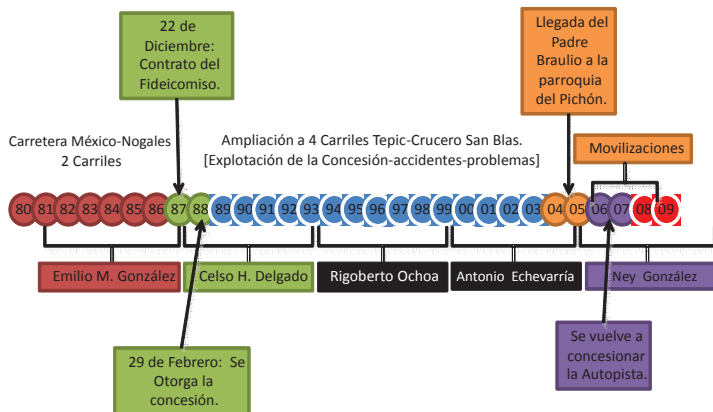 22 de
Diciembre:
Contrato del
Fideicomiso.
Llegada del
Padre
Braulio a la
parroquia
del Pichón.
Carretera México-Nogales
2 Carriles
Ampliación a 4 Carriles Tepic-Crucero San Blas.
[Explotación de la Concesión-accidentes-problemas]
Movilizaciones
80 81 82 83 84 85 86 87 88 89 90 91 92 93 94 95 96 97 98 99 00 01 02 03 04 05 06 07 08 09
Emilio M. González
Celso H. Delgado
Rigoberto Ochoa
Antonio Echevarría
Ney González
29 de Febrero: Se
Otorga la
concesión.
Se vuelve a
concesionar
la Autopista.